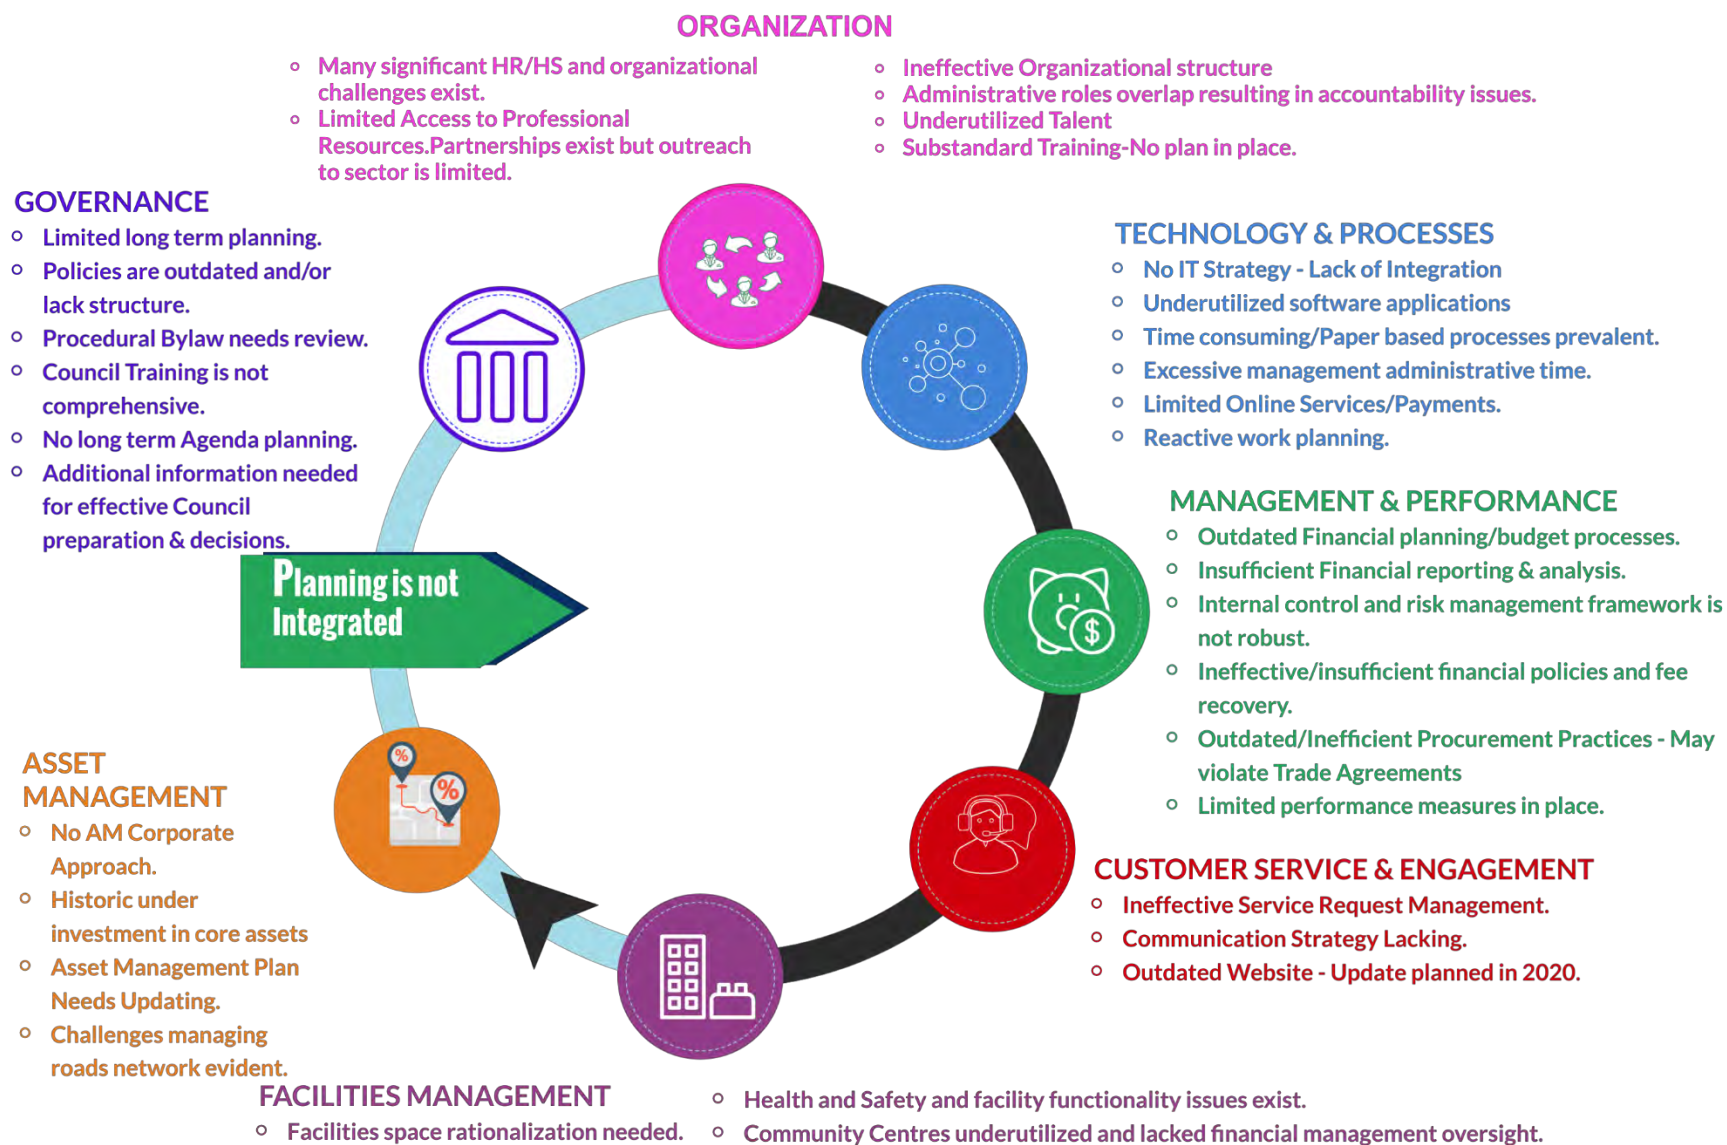 ORGANIZATION
Many significant HR/HS and organizational
challenges exist.
Limited Access to Professional
Resources.Partnerships exist but outreach
to sector is limited.
Ineffective Organizational structure
Administrative roles overlap resulting in accountability issues.
Underutilized Talent
Substandard Training-No plan in place.
GOVERNANCE
Limited long term planning.
Policies are outdated and/or
lack structure.
Procedural Bylaw needs review.
Council Training is not
comprehensive.
No long term Agenda planning.
Additional information needed
for effective Council
preparation & decisions.
TECHNOLOGY & PROCESSES
No IT Strategy - Lack of Integration
Underutilized software applications
Time consuming/Paper based processes prevalent.
Excessive management administrative time.
Limited Online Services/Payments.
Reactive work planning.
MANAGEMENT & PERFORMANCE
Outdated Financial planning/budget processes.
Insufficient Financial reporting & analysis.
Internal control and risk management framework is
not robust.
Ineffective/insufficient financial policies and fee
recovery.
Outdated/Inefficient Procurement Practices - May
violate Trade Agreements
Limited performance measures in place.
$
Planning is not
Integrated
ASSET
MANAGEMENT
No AM Corporate
Approach.
Historic under
investment in core assets
Asset Management Plan
Needs Updating.
Challenges managing
roads network evident.
%
%
CUSTOMER SERVICE & ENGAGEMENT
Ineffective Service Request Management.
Communication Strategy Lacking.
Outdated Website - Update planned in 2020.
FACILITIES MANAGEMENT
Facilities space rationalization needed.
Health and Safety and facility functionality issues exist.
Community Centres underutilized and lacked financial management oversight.